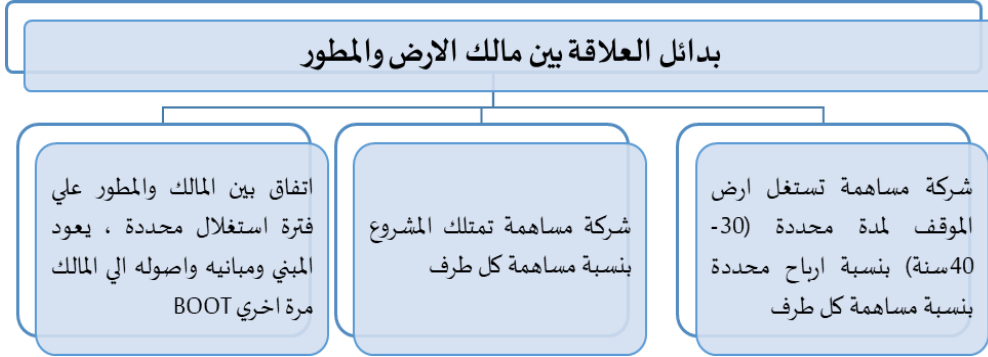 بدائل العلاقة بين مالك الارض والمطور
شركة مساهمة تستغل ارض
الموقف لمدة محددة (30-
40سنة) بنسبة ارباح محددة
بنسبة مساهمة كل طرف
شركة مساهمة تمتلك المشروع
بنسبة مساهمة كل طرف
اتفاق بين المالك والمطور علي
فترة استغلال محددة ، يعود
المبني ومبانيه واصوله الي المالك
مرة اخري BOOT